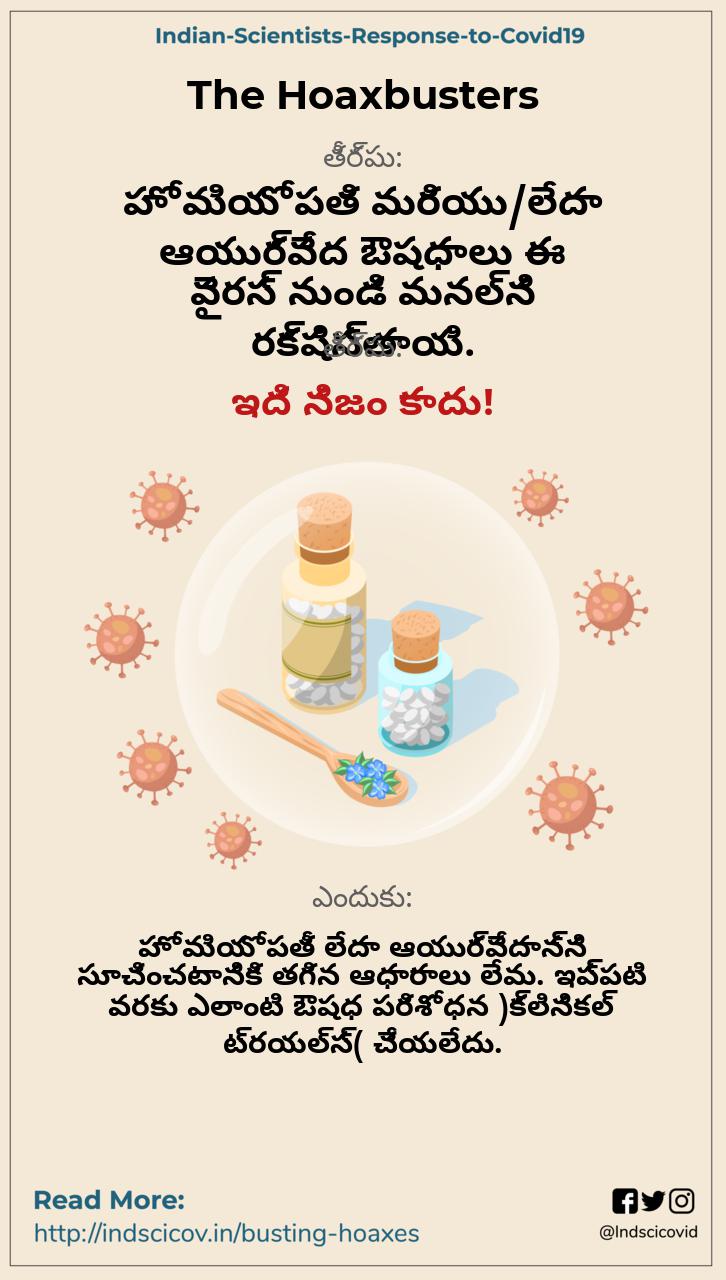 Indian-Scientists-Response-to-Covid19
The Hoaxbusters
తీర్‌పు:
హోమియోపతి మరియు/లేదా
ఆయుర్‌వేద ఔషధాలు ఈ
వైరస్ నుండి మనల్‌ని
రక్‌షిస్‌తాయి.
తీర్‌పు:
ఇది నిజం కాదు!
ఎందుకు:
హోమియోపతీ లేదా ఆయుర్‌వేదాన్‌ని
సూచించటానికి తగిన ఆధారాలు లేమ. ఇప్‌పటి
వరకు ఎలాంటి ఔషధ పరిశోధన )క్‌లినికల్
ట్‌రయల్‌స్( చేయలేదు.
Read More:
http://indscicov.in/busting-hoaxes
@Indscicovid